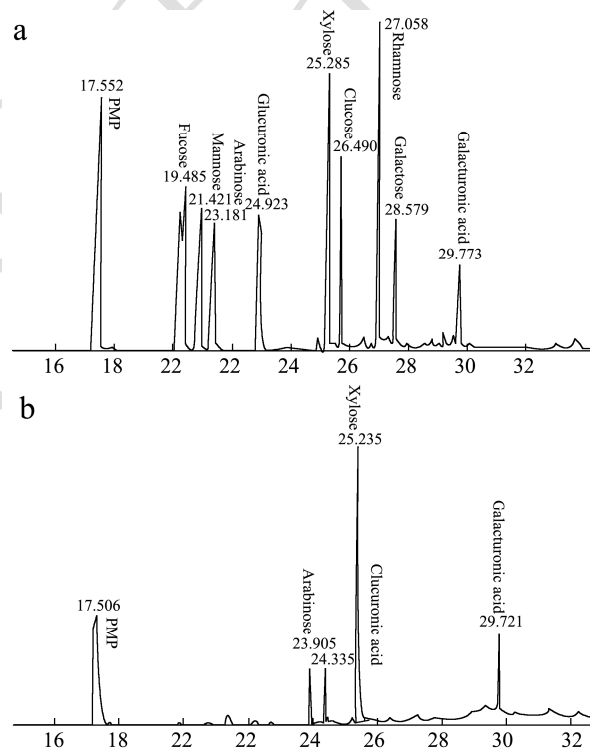 a
17.552
PMP
Fucose
19.485
Mannose
21.421
Arabinose
23.181
Glucuronic acid
24.923
Xylose
25.285
Clucose
26.490
27.058
Rhamnose
Galactose
28.579
Galacturonic acid
29.773
16 18 22 22 24 26 28 30 32
b
17.506
PMP
Arabinose
23.905
24.335
Xylose
25.235
Clucuronic acid
Galacturonic acid
29.721
16 18 22 22 24 26 28 30 32